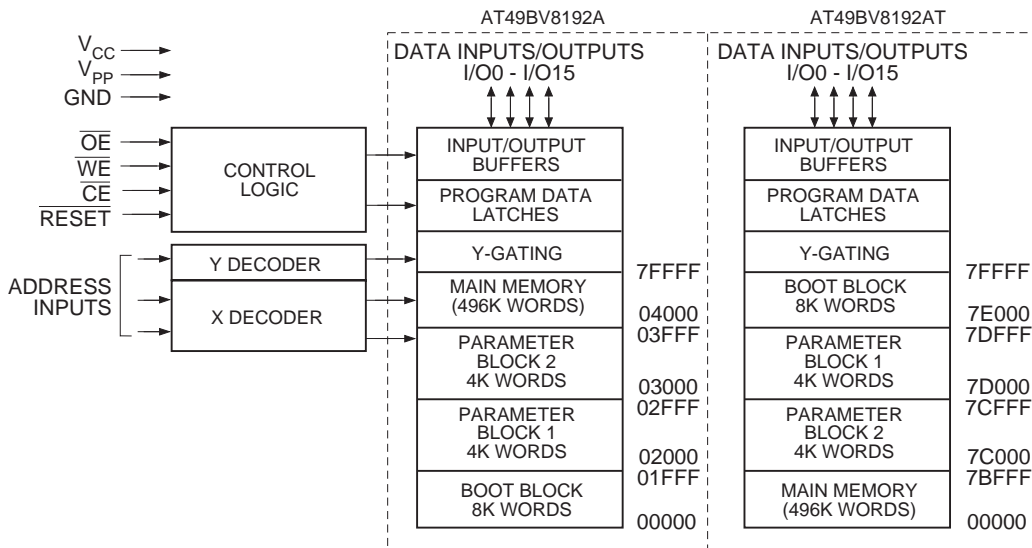 AT49BV8192A
AT49BV8192AT
VCC
VPP
GND
OE
WE
CE
RESET
ADDRESS
INPUTS
CONTROL
LOGIC
Y DECODER
X DECODER
DATA INPUTS/OUTPUTS
I/O0 - I/O15
INPUT/OUTPUT
BUFFERS
PROGRAM DATA
LATCHES
Y-GATING
MAIN MEMORY
(496K WORDS)
PARAMETER
BLOCK 2
4K WORDS
PARAMETER
BLOCK 1
4K WORDS
BOOT BLOCK
8K WORDS
7FFFF
04000
03FFF
03000
02FFF
02000
01FFF
00000
DATA INPUTS/OUTPUTS
I/O0 - I/O15
INPUT/OUTPUT
BUFFERS
PROGRAM DATA
LATCHES
Y-GATING
BOOT BLOCK
8K WORDS
PARAMETER
BLOCK 1
4K WORDS
PARAMETER
BLOCK 2
4K WORDS
MAIN MEMORY
(496K WORDS)
7FFFF
7E000
7DFFF
7D000
7CFFF
7C000
7BFFF
00000